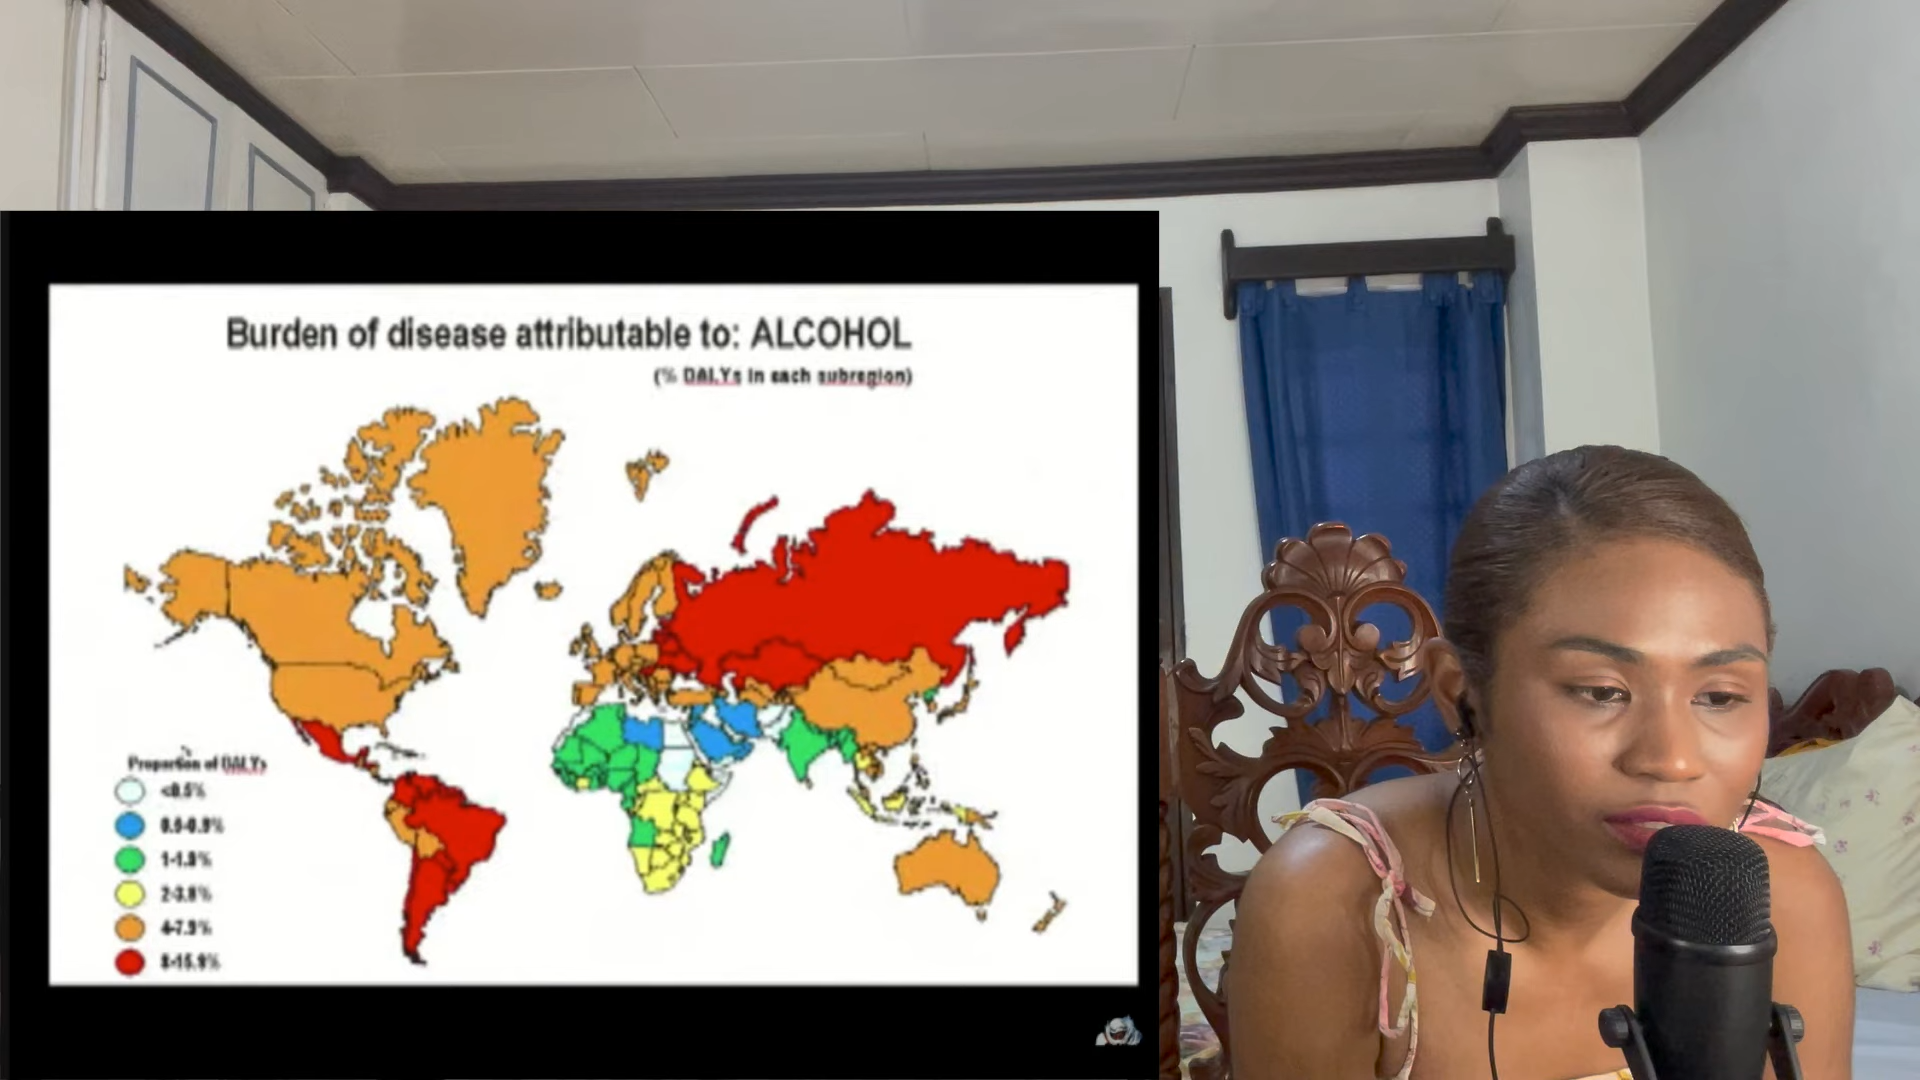 Burden of disease attributable to: ALCOHOL
(% DALYs in each subregion)
Proportion of DALYs
<0.5%
0.5-0.9%
1-1.9%
2-3.9%
4-7.9%
8-15.9%